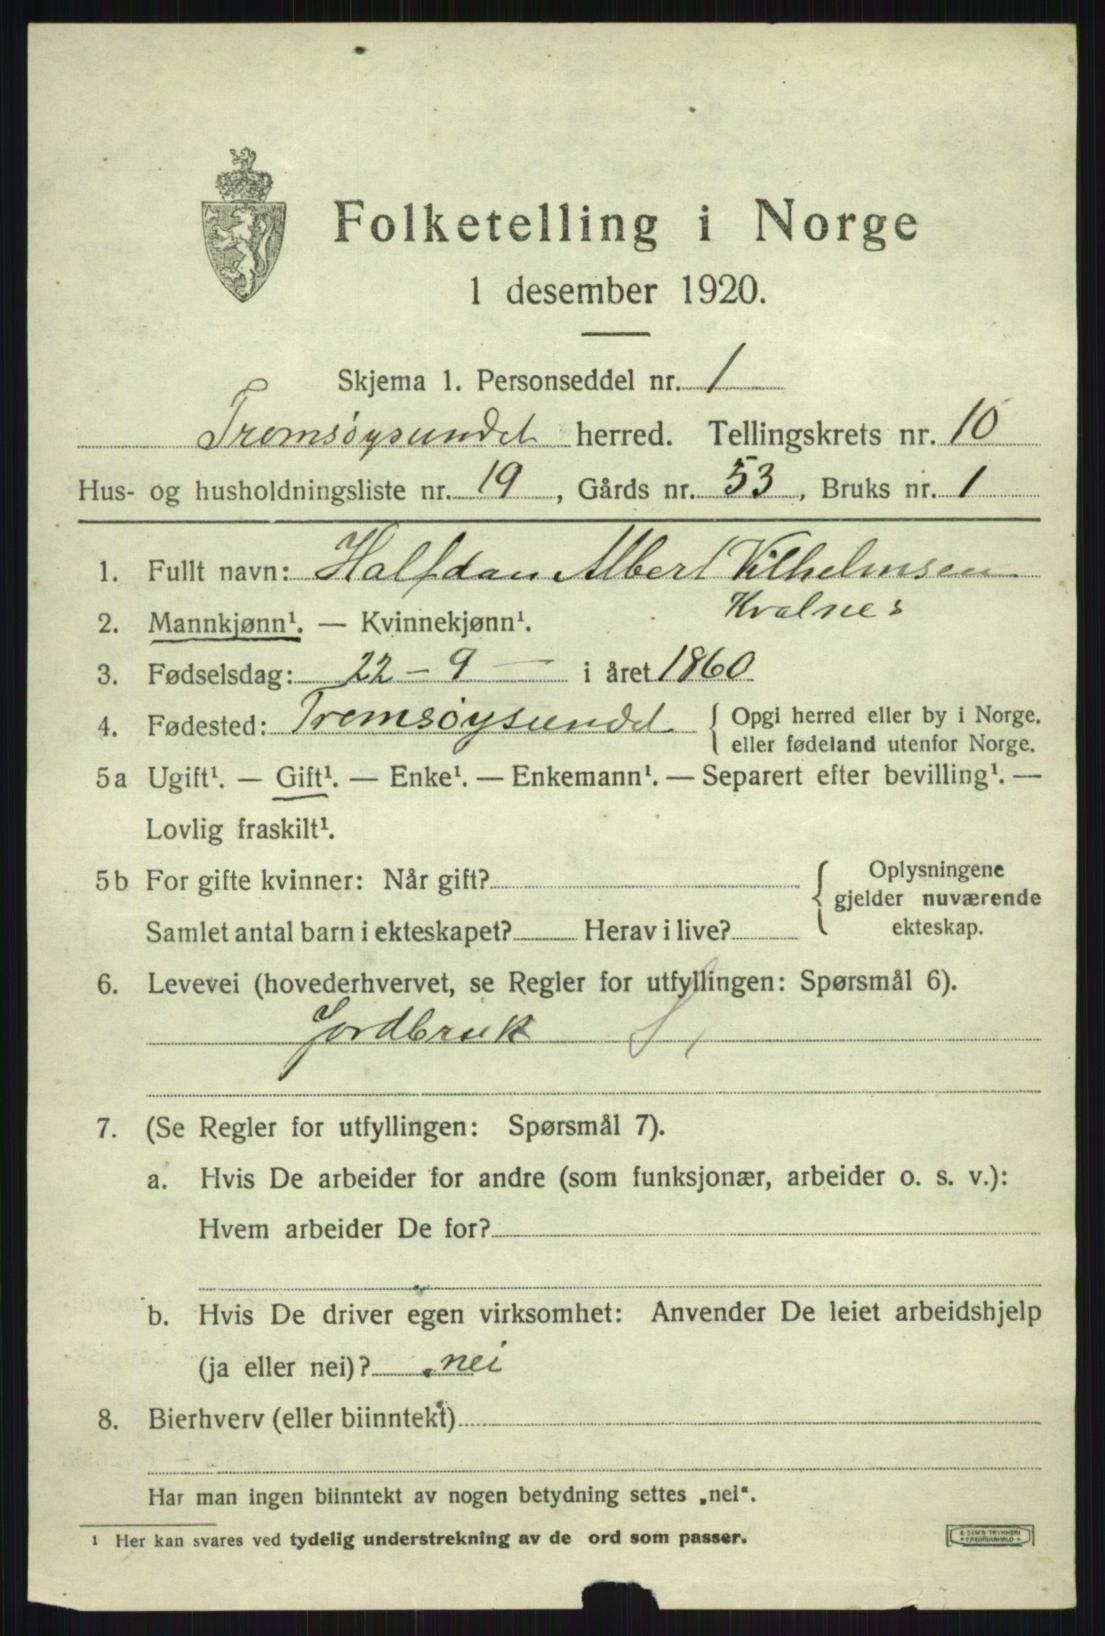 Folketelling i Norge
1 desember 1920.
Skjema 1. Personseddel nr. 1
Tromsøysundet herred. Tellingskrets nr. 10
Hus- og husholdningsliste nr. 19, Gårds nr. 53, Bruks nr. 1
1. Fullt navn: Halfdan Albert Vilhelmsen
Kvalnes
2. Mannkjønn¹. — Kvinnekjønn¹.
3. Fødselsdag: 22 - 9 — i året 1860
4. Fødested: Tromsøysundet { Opgi herred eller by i Norge,
eller fødeland utenfor Norge.
5a Ugift¹. — Gift¹. — Enke¹. — Enkemann¹. — Separert efter bevilling¹. —
Lovlig fraskilt¹.
5b For gifte kvinner: Når gift? { Oplysningene
gjelder nuværende
Samlet antal barn i ekteskapet? Herav i live? ekteskap.
6. Levevei (hovederhvervet, se Regler for utfyllingen: Spørsmål 6).
Jordbruk
7. (Se Regler for utfyllingen: Spørsmål 7).
a. Hvis De arbeider for andre (som funksjonær, arbeider o. s. v.):
Hvem arbeider De for?
b. Hvis De driver egen virksomhet: Anvender De leiet arbeidshjelp
(ja eller nei)? nei
8. Bierhverv (eller biinntekt)
Har man ingen biinntekt av nogen betydning settes „nei“.
¹ Her kan svares ved tydelig understrekning av de ord som passer.